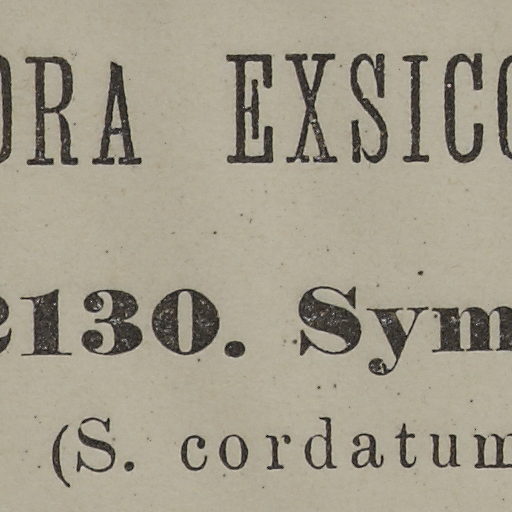 ORA EXSICC
2130. Sym
(S. cordatum